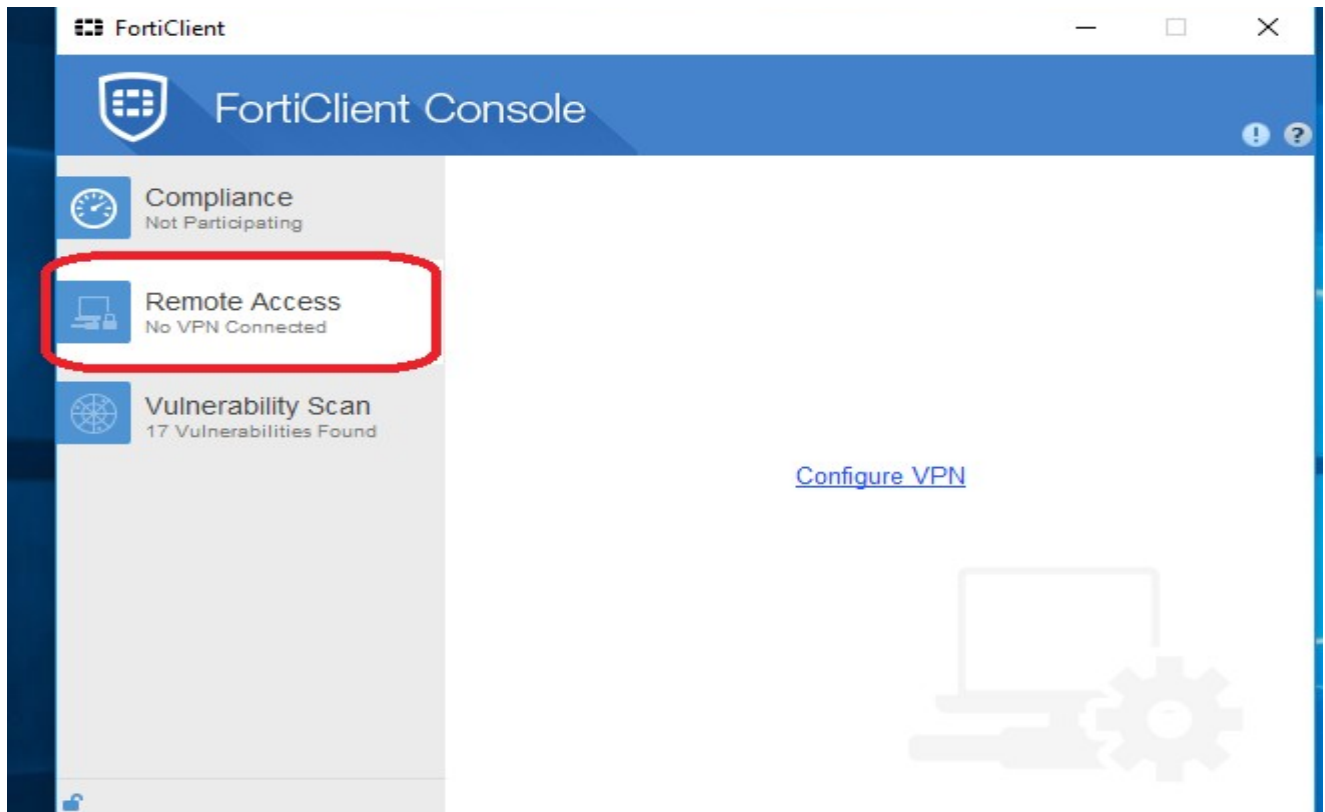 FortiClient
FortiClient Console
Compliance
Not Participating
Remote Access
No VPN Connected
Vulnerability Scan
17 Vulnerabilities Found
Configure VPN